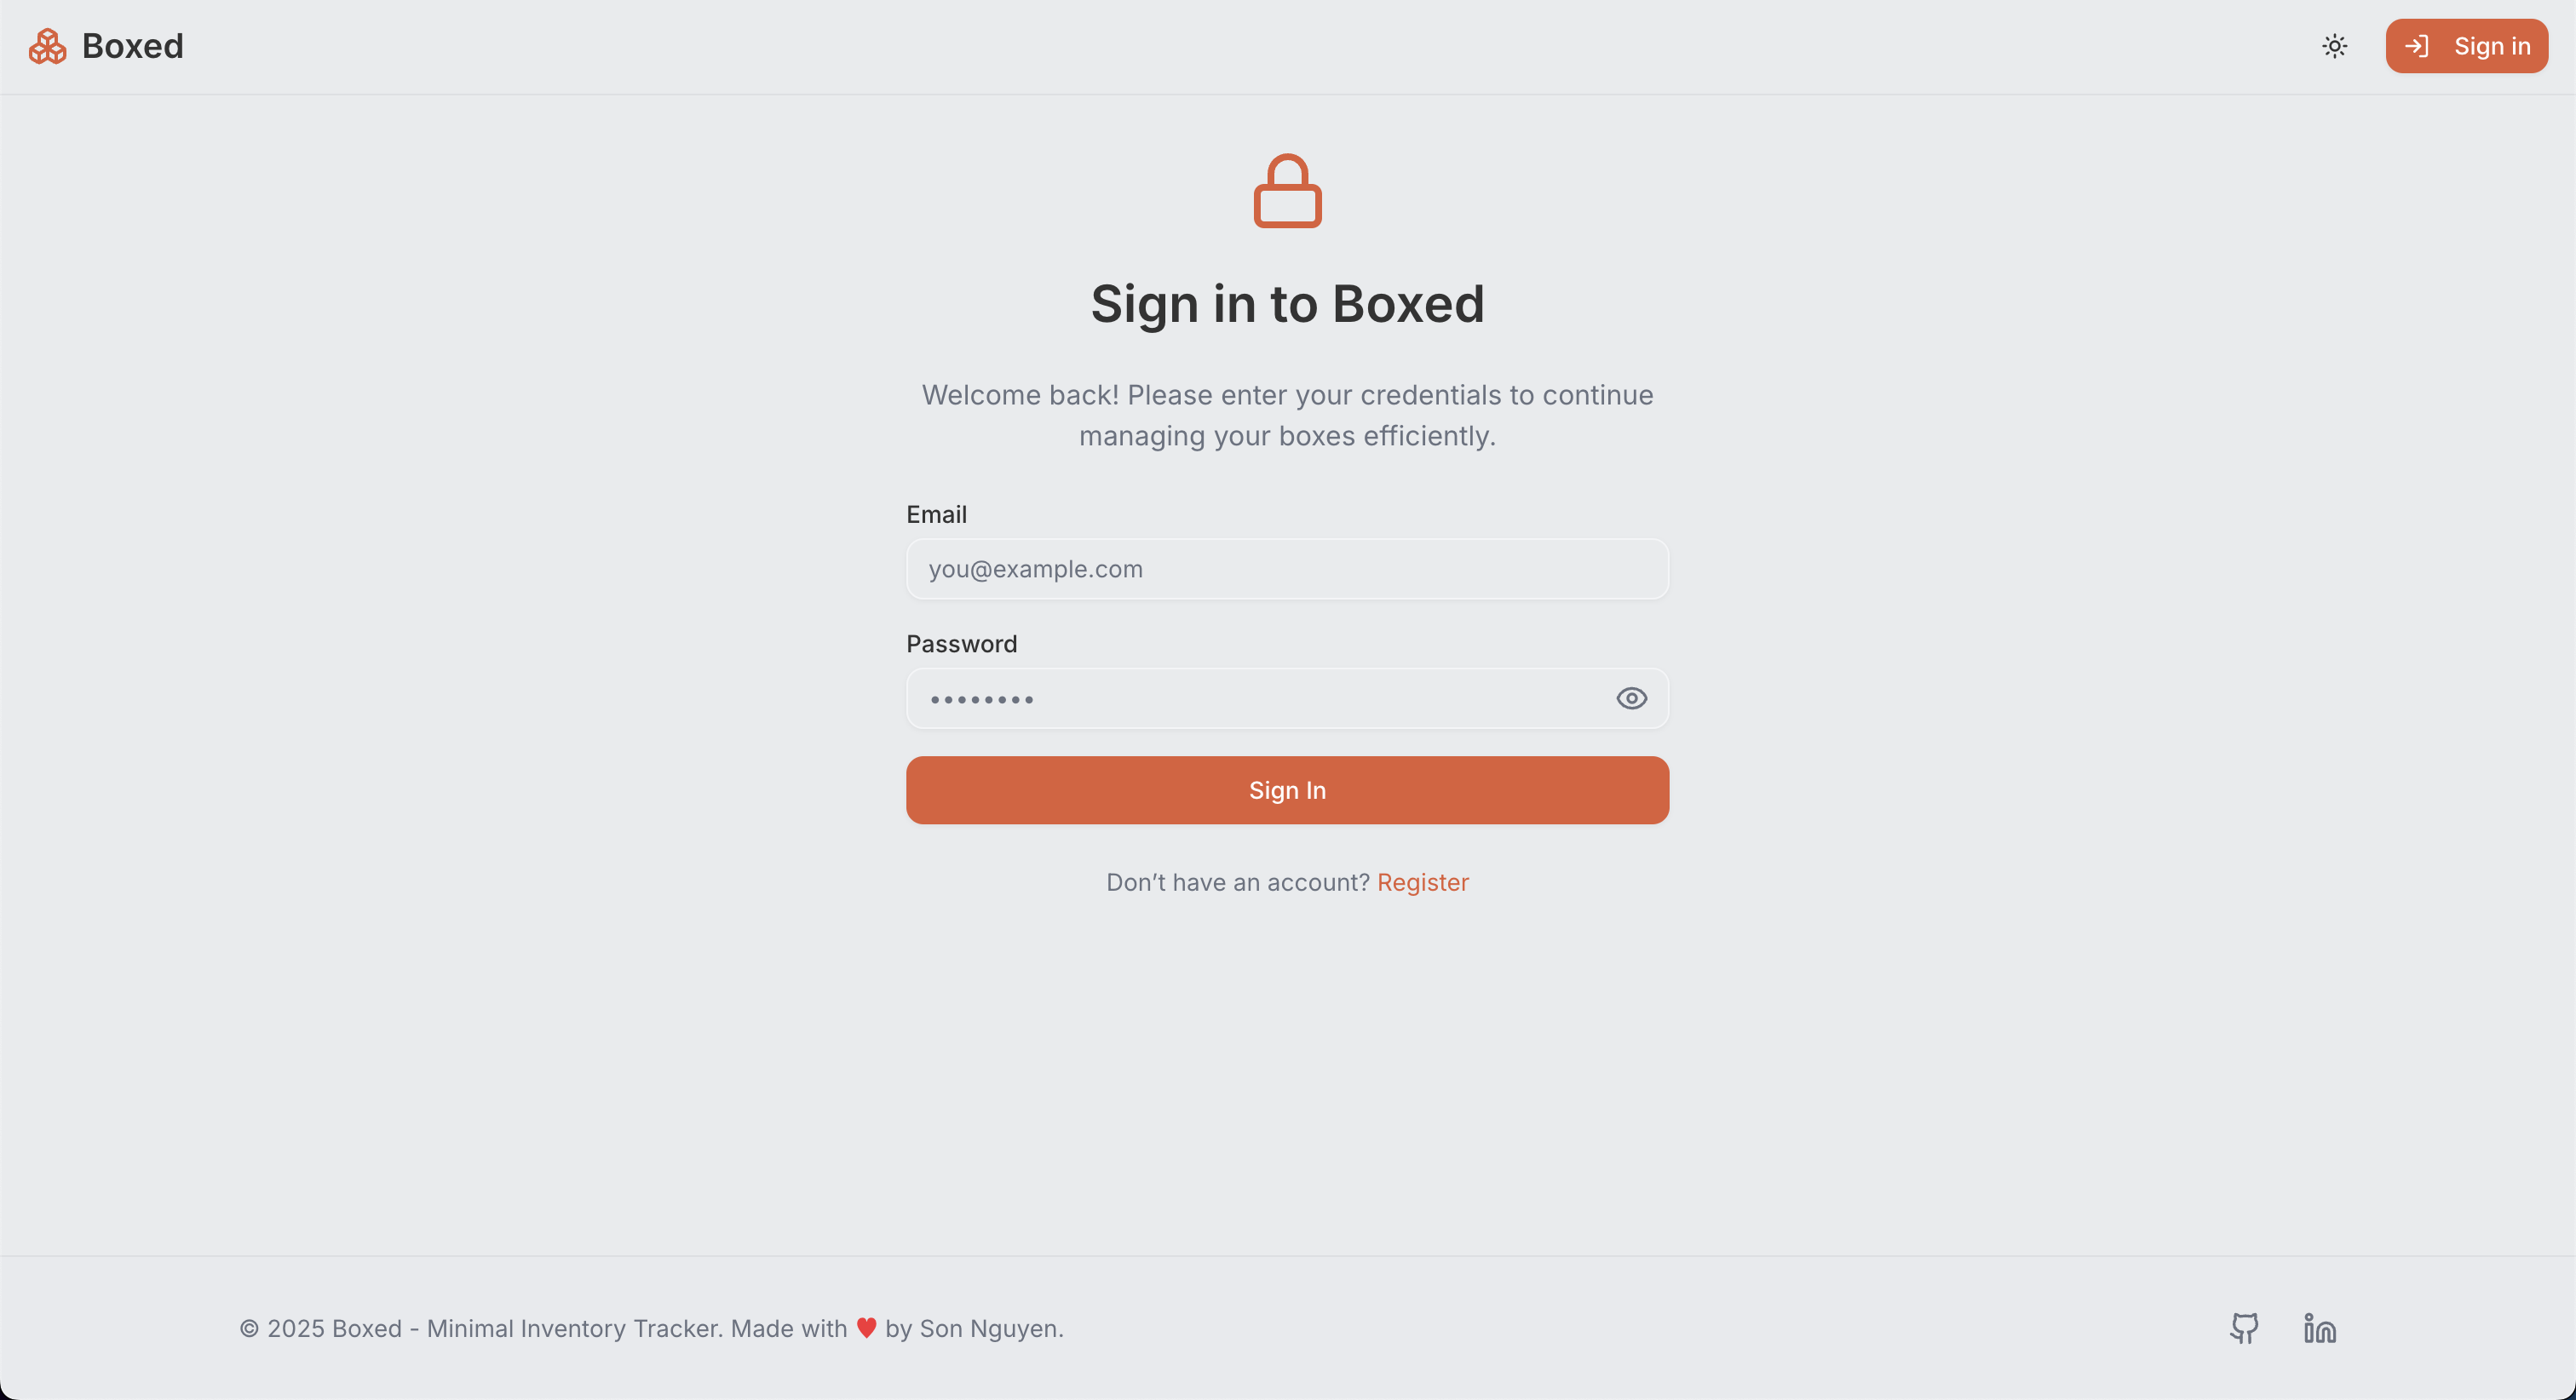 Boxed
Sign in
Sign in to Boxed
Welcome back! Please enter your credentials to continue
managing your boxes efficiently.
Email
you@example.com
Password
••••••••
Sign In
Don’t have an account? Register
© 2025 Boxed - Minimal Inventory Tracker. Made with ♥ by Son Nguyen.